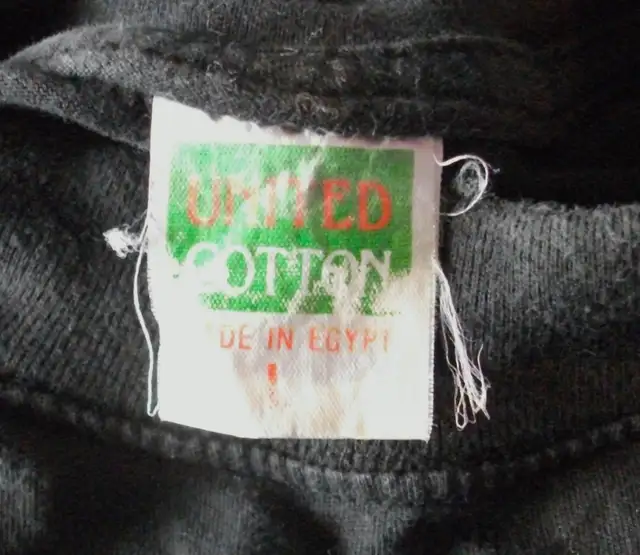 UNITED
COTTON
DE IN EGYPT
L